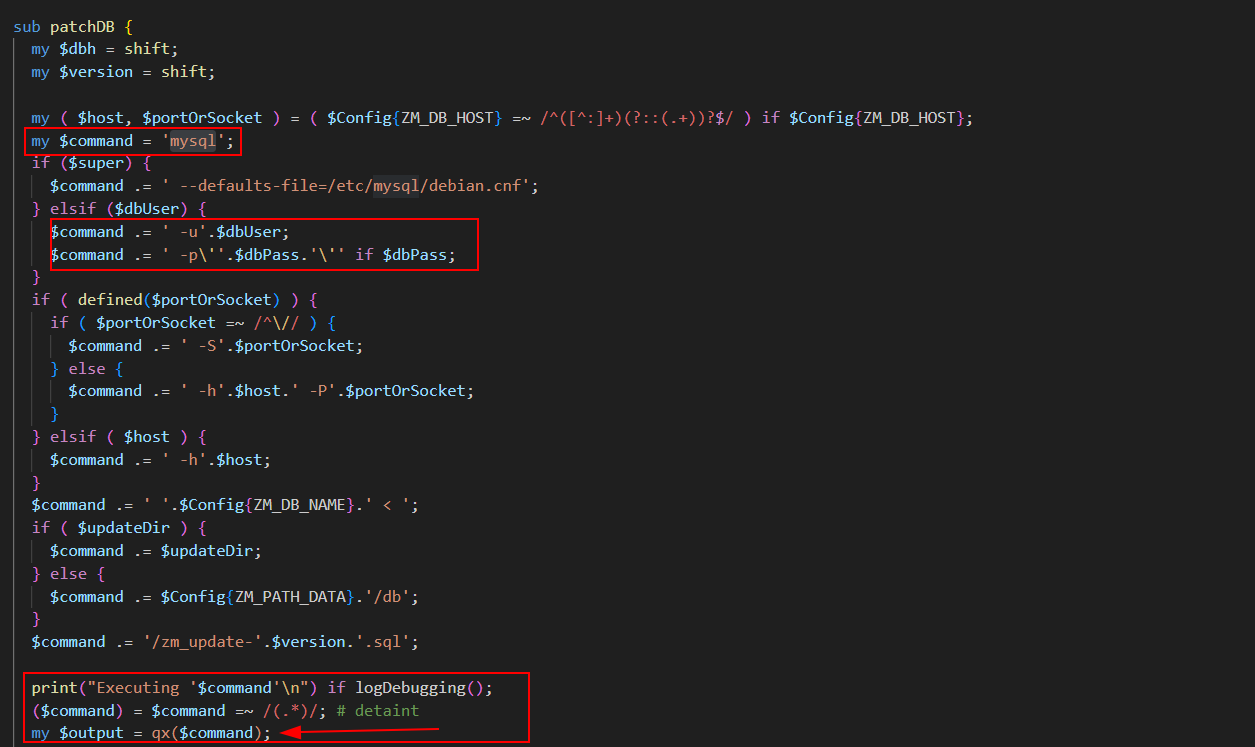 sub patchDB {
my $dbh = shift;
my $version = shift;
my ( $host, $portOrSocket ) = ( $Config{ZM_DB_HOST} =~ /^([^:]+)(?::(.+))?$/ ) if $Config{ZM_DB_HOST};
my $command = 'mysql';
if ($super) {
$command .= ' --defaults-file=/etc/mysql/debian.cnf';
} elsif ($dbUser) {
$command .= ' -u'.$dbUser;
$command .= ' -p\''.$dbPass.'\'' if $dbPass;
}
if ( defined($portOrSocket) ) {
if ( $portOrSocket =~ /^\// ) {
$command .= ' -S'.$portOrSocket;
} else {
$command .= ' -h'.$host.' -P'.$portOrSocket;
}
} elsif ( $host ) {
$command .= ' -h'.$host;
}
$command .= ' '.$Config{ZM_DB_NAME}.' < ';
if ( $updateDir ) {
$command .= $updateDir;
} else {
$command .= $Config{ZM_PATH_DATA}.'/db';
}
$command .= '/zm_update-'.$version.'.sql';
print("Executing '$command'\n") if logDebugging();
($command) = $command =~ /(.*)/; # detaint
my $output = qx($command);